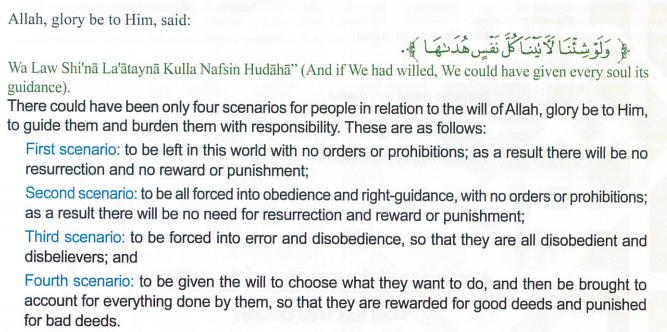 Allah, glory be to Him, said:
﴿ وَلَوْ شِئْنَا لَآتَيْنَا كُلَّ نَفْسٍ هُدَىٰهَا ﴾.
Wa Law Shi'nā La'ātaynā Kulla Nafsin Hudāhā” (And if We had willed, We could have given every soul its
guidance).
There could have been only four scenarios for people in relation to the will of Allah, glory be to Him,
to guide them and burden them with responsibility. These are as follows:
First scenario: to be left in this world with no orders or prohibitions; as a result there will be no
resurrection and no reward or punishment;
Second scenario: to be all forced into obedience and right-guidance, with no orders or prohibitions;
as a result there will be no need for resurrection and reward or punishment;
Third scenario: to be forced into error and disobedience, so that they are all disobedient and
disbelievers; and
Fourth scenario: to be given the will to choose what they want to do, and then be brought to
account for everything done by them, so that they are rewarded for good deeds and punished
for bad deeds.